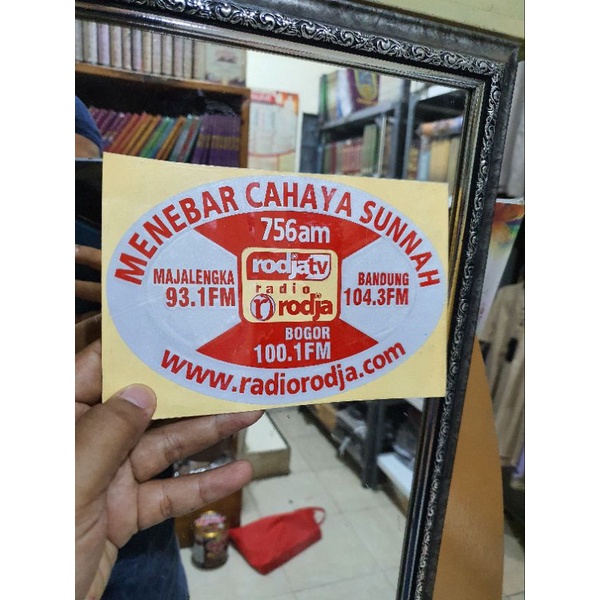 MENEBAR CAHAYA SUNNAH
756am
rodjatv
radio
rodja
MAJALENGKA
93.1FM
BANDUNG
104.3FM
BOGOR
100.1FM
www.radiorodja.com